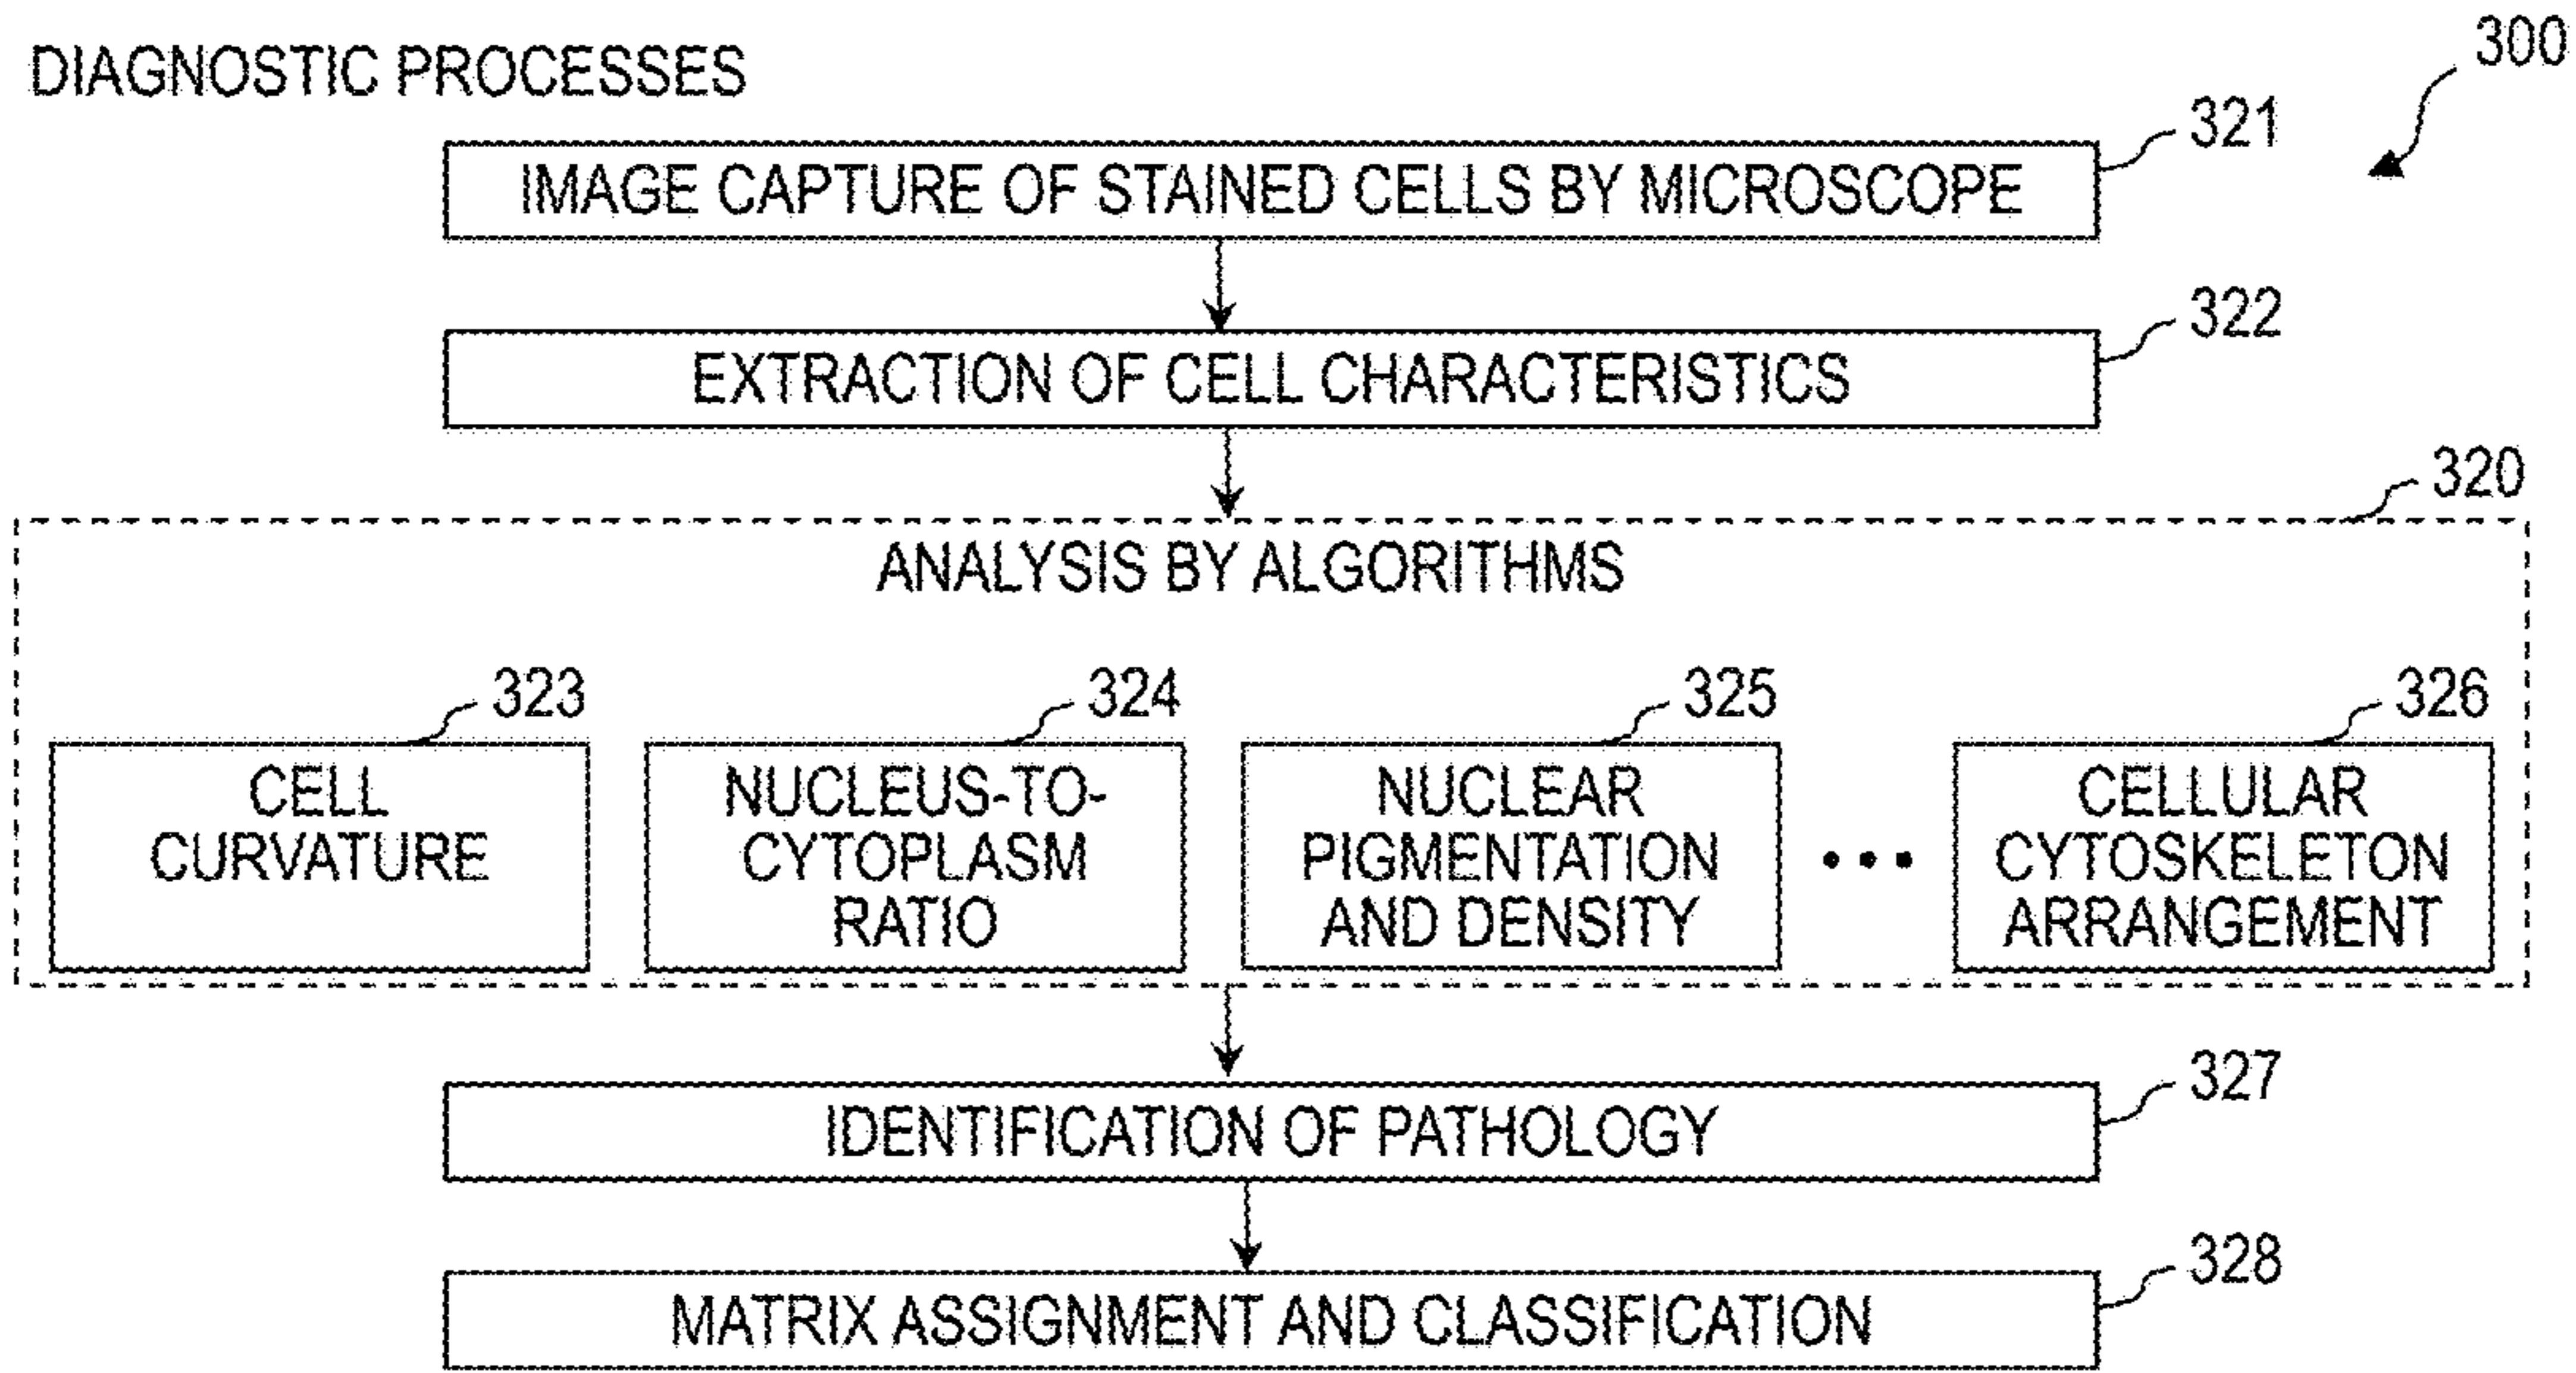 DIAGNOSTIC PROCESSES
300
321
IMAGE CAPTURE OF STAINED CELLS BY MICROSCOPE
322
EXTRACTION OF CELL CHARACTERISTICS
320
ANALYSIS BY ALGORITHMS
323
CELL
CURVATURE
324
NUCLEUS-TO-
CYTOPLASM
RATIO
325
NUCLEAR
PIGMENTATION
AND DENSITY
•••
326
CELLULAR
CYTOSKELETON
ARRANGEMENT
327
IDENTIFICATION OF PATHOLOGY
328
MATRIX ASSIGNMENT AND CLASSIFICATION